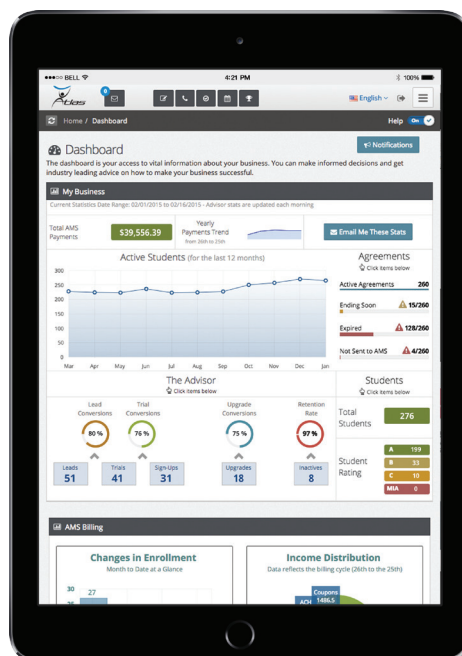 BELL
4:21 PM
100%
Atlas
0
English
Home / Dashboard
Help On
Dashboard
Notifications
The dashboard is your access to vital information about your business. You can make informed decisions and get
industry leading advice on how to make your business successful.
My Business
Current Statistics Date Range: 02/01/2015 to 02/16/2015 - Advisor stats are updated each morning
Total AMS
Payments
$39,556.39
Yearly
Payments Trend
from 26th to 25th
Email Me These Stats
Active Students (for the last 12 months)
300
250
200
150
100
50
0
Mar Apr May Jun Jul Aug Sep Oct Nov Dec Jan
Agreements
Click items below
Active Agreements 260
Ending Soon 15/260
Expired 128/260
Not Sent to AMS 4/260
The Advisor
Click items below
Lead
Conversions
80 %
Trial
Conversions
76 %
Upgrade
Conversions
75 %
Retention
Rate
97 %
Leads
51
Trials
41
Sign-Ups
31
Upgrades
18
Inactives
8
Students
Click items below
Total
Students
276
Student
Rating
A 199
B 33
C 10
MIA 0
AMS Billing
Changes in Enrollment
Month to Date at a Glance
30
27
Income Distribution
Data reflects the billing cycle (26th to the 25th)
Coupons
1486.5
ACH